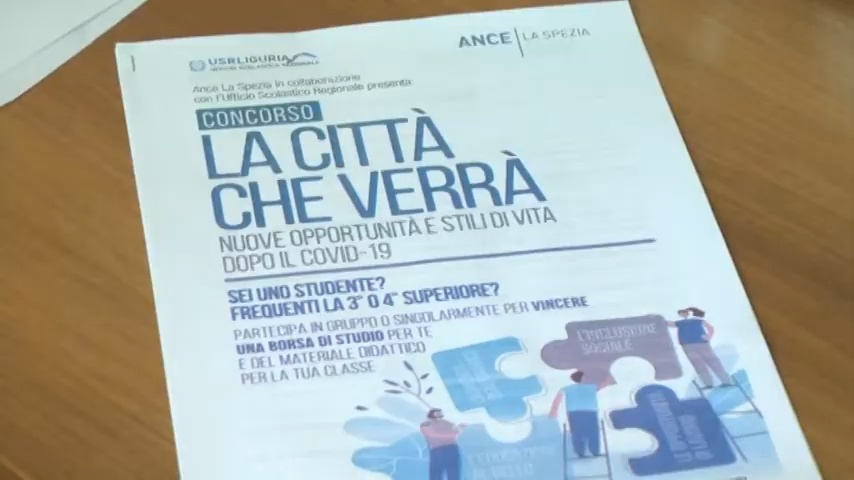 USRLIGURIA
ANCE LA SPEZIA
Ance La Spezia in collaborazione
con l'Ufficio Scolastico Regionale presenta:
CONCORSO
LA CITTÀ
CHE VERRÀ
NUOVE OPPORTUNITÀ E STILI DI VITA
DOPO IL COVID-19
SEI UNO STUDENTE?
FREQUENTI LA 3° O 4° SUPERIORE?
PARTECIPA IN GRUPPO O SINGOLARMENTE PER VINCERE
UNA BORSA DI STUDIO PER TE
E DEL MATERIALE DIDATTICO
PER LA TUA CLASSE
L'INCLUSIONE
SOCIALE